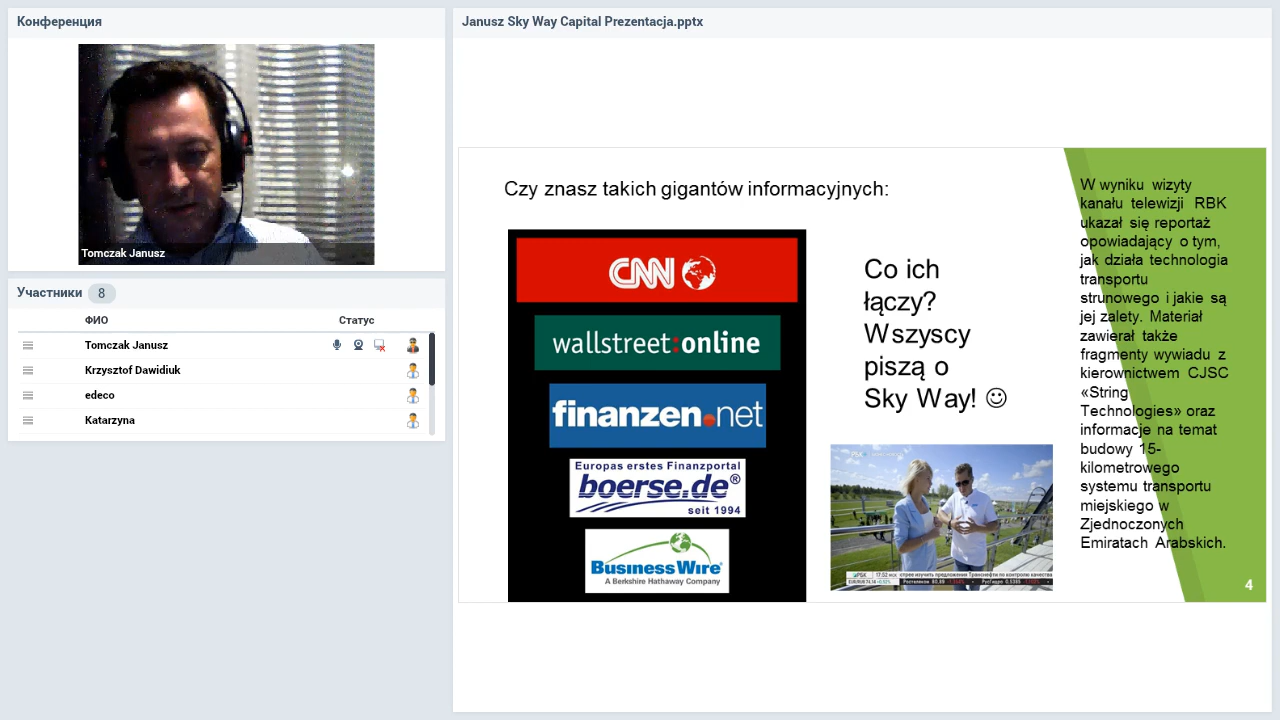 Конференция
Tomczak Janusz
Участники 8
ФИО Статус
Tomczak Janusz
Krzysztof Dawidiuk
edeco
Katarzyna
Janusz Sky Way Capital Prezentacja.pptx
Czy znasz takich gigantów informacyjnych:
CNN
wallstreet:online
finanzen.net
Europas erstes Finanzportal
boerse.de®
seit 1994
Business Wire
A Berkshire Hathaway Company
Co ich
łączy?
Wszyscy
piszą o
Sky Way! ☺
W wyniku wizyty
kanału telewizji RBK
ukazał się reportaż
opowiadający o tym,
jak działa technologia
transportu
strunowego i jakie są
jej zalety. Materiał
zawierał także
fragmenty wywiadu z
kierownictwem CJSC
«String
Technologies» oraz
informacje na temat
budowy 15-
kilometrowego
systemu transportu
miejskiego w
Zjednoczonych
Emiratach Arabskich.
4